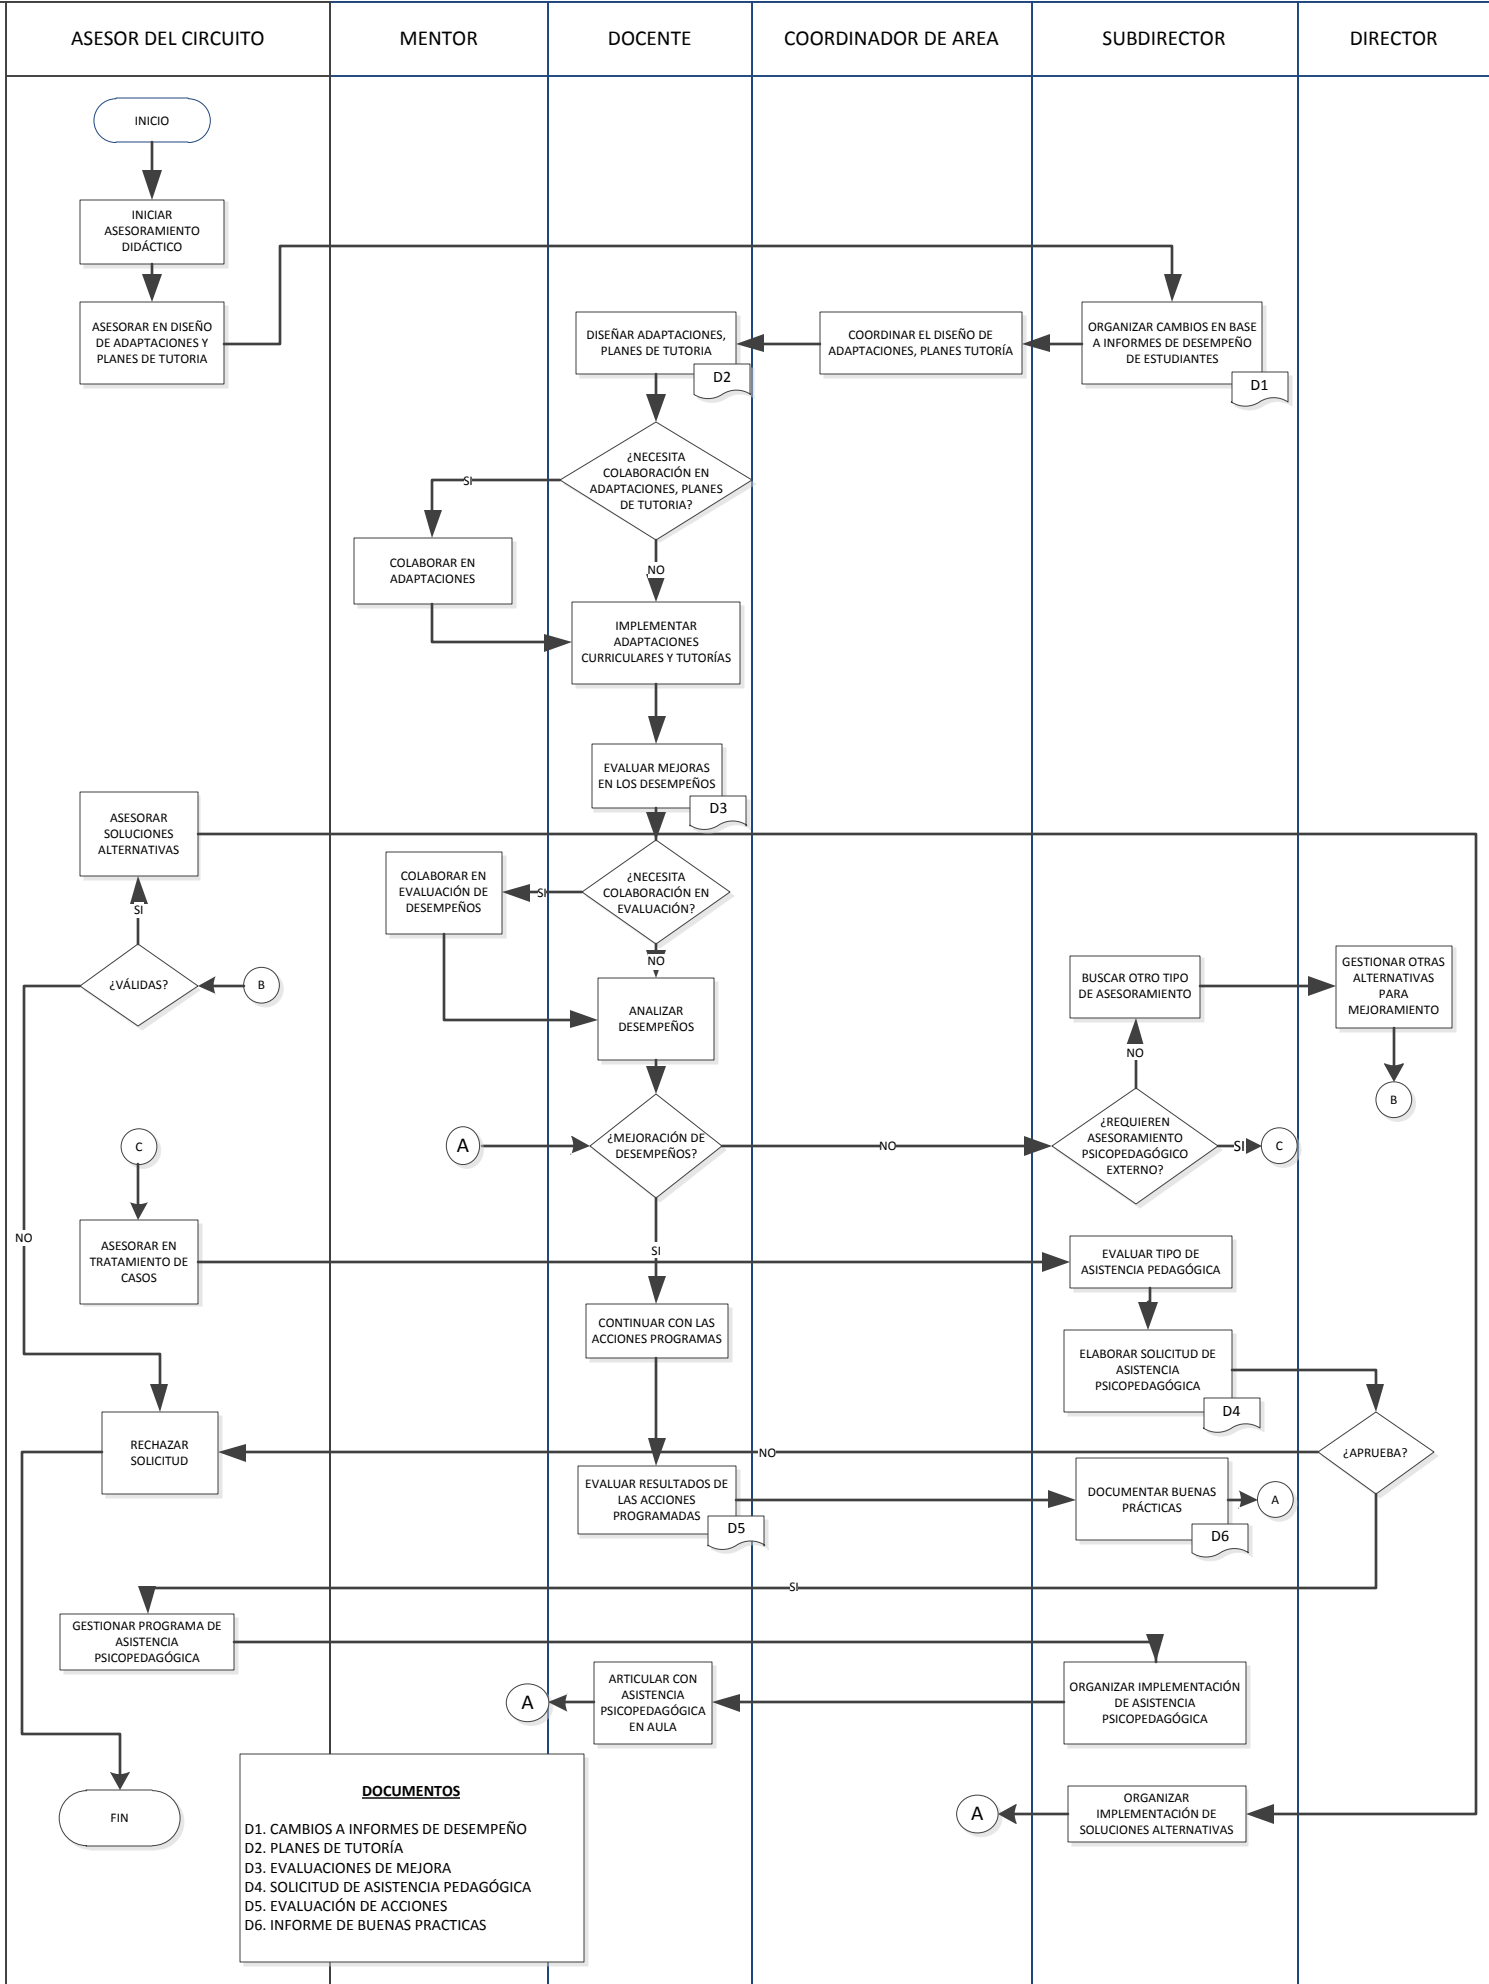 ASESOR DEL CIRCUITO
MENTOR
DOCENTE
COORDINADOR DE AREA
SUBDIRECTOR
DIRECTOR
INICIO
INICIAR
ASESORAMIENTO
DIDÁCTICO
ASESORAR EN DISEÑO
DE ADAPTACIONES Y
PLANES DE TUTORIA
DISEÑAR ADAPTACIONES,
PLANES DE TUTORIA
D2
COORDINAR EL DISEÑO DE
ADAPTACIONES, PLANES TUTORÍA
ORGANIZAR CAMBIOS EN BASE
A INFORMES DE DESEMPEÑO
DE ESTUDIANTES
D1
¿NECESITA
COLABORACIÓN EN
ADAPTACIONES, PLANES
DE TUTORIA?
SI
COLABORAR EN
ADAPTACIONES
NO
IMPLEMENTAR
ADAPTACIONES
CURRICULARES Y TUTORÍAS
EVALUAR MEJORAS
EN LOS DESEMPEÑOS
D3
ASESORAR
SOLUCIONES
ALTERNATIVAS
COLABORAR EN
EVALUACIÓN DE
DESEMPEÑOS
SI
¿NECESITA
COLABORACIÓN EN
EVALUACIÓN?
SI
NO
¿VÁLIDAS?
B
ANALIZAR
DESEMPEÑOS
BUSCAR OTRO TIPO
DE ASESORAMIENTO
GESTIONAR OTRAS
ALTERNATIVAS
PARA
MEJORAMIENTO
NO
B
C
A
¿MEJORACIÓN DE
DESEMPEÑOS?
NO
¿REQUIEREN
ASESORAMIENTO
PSICOPEDAGÓGICO
EXTERNO?
SI
C
NO
ASESORAR EN
TRATAMIENTO DE
CASOS
SI
EVALUAR TIPO DE
ASISTENCIA PEDAGÓGICA
CONTINUAR CON LAS
ACCIONES PROGRAMAS
ELABORAR SOLICITUD DE
ASISTENCIA
PSICOPEDAGÓGICA
D4
RECHAZAR
SOLICITUD
NO
¿APRUEBA?
EVALUAR RESULTADOS DE
LAS ACCIONES
PROGRAMADAS
D5
DOCUMENTAR BUENAS
PRÁCTICAS
D6
A
SI
GESTIONAR PROGRAMA DE
ASISTENCIA
PSICOPEDAGÓGICA
A
ARTICULAR CON
ASISTENCIA
PSICOPEDAGÓGICA
EN AULA
ORGANIZAR IMPLEMENTACIÓN
DE ASISTENCIA
PSICOPEDAGÓGICA
FIN
A
ORGANIZAR
IMPLEMENTACIÓN DE
SOLUCIONES ALTERNATIVAS
DOCUMENTOS
D1. CAMBIOS A INFORMES DE DESEMPEÑO
D2. PLANES DE TUTORÍA
D3. EVALUACIONES DE MEJORA
D4. SOLICITUD DE ASISTENCIA PEDAGÓGICA
D5. EVALUACIÓN DE ACCIONES
D6. INFORME DE BUENAS PRACTICAS